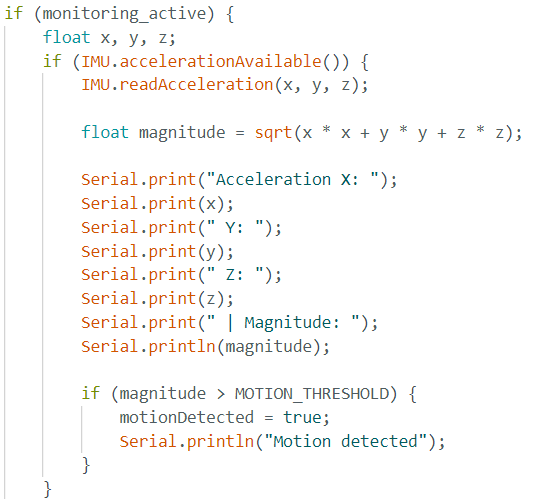 if (monitoring_active) {
float x, y, z;
if (IMU.accelerationAvailable()) {
IMU.readAcceleration(x, y, z);
float magnitude = sqrt(x * x + y * y + z * z);
Serial.print("Acceleration X: ");
Serial.print(x);
Serial.print(" Y: ");
Serial.print(y);
Serial.print(" Z: ");
Serial.print(z);
Serial.print(" | Magnitude: ");
Serial.println(magnitude);
if (magnitude > MOTION_THRESHOLD) {
motionDetected = true;
Serial.println("Motion detected");
}
}